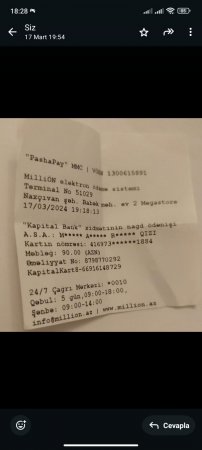 18:28
Siz
17 Mart 19:54
"PashaPay" MMC | VÖEN 1300615891
MilliÖN elektron ödəmə sistemi
Terminal No 51029
Naxçıvan şəh. Babək məh. ev 2 Megastore
17/03/2024 19:18:13
"Kapital Bank" xidmətinin nağd ödənişi
A.S.A.: M***** A***** R***** QIZI
Kartın nömrəsi: 416973******1884
Məbləğ: 90.00 (AZN)
Əməliyyat No: 8798770292
KapitalKart8-66916148729
24/7 Çağrı Mərkəzi: *0010
Qəbul: 5 gün,09:00-18:00,
Şənbə: 09:00-14:00
info@million.az | www.million.az
Cevapla